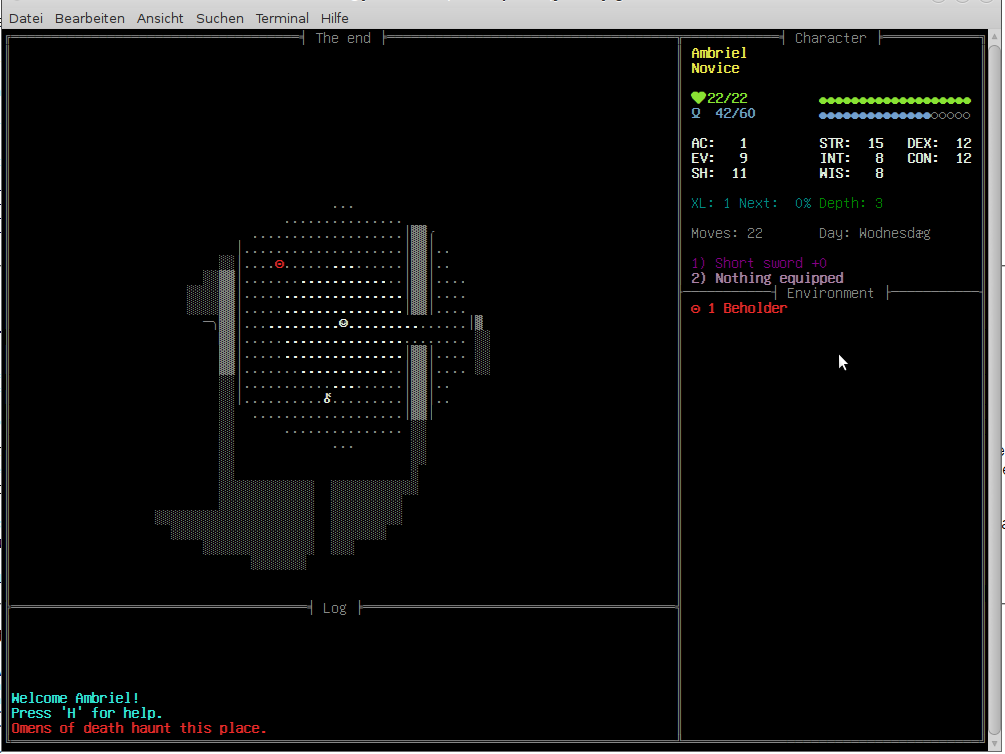 Datei Bearbeiten Ansicht Suchen Terminal Hilfe
The end
Character
Ambriel
Novice
22/22
42/60
AC: 1 STR: 15 DEX: 12
EV: 9 INT: 8 CON: 12
SH: 11 WIS: 8
XL: 1 Next: 0% Depth: 3
Moves: 22 Day: Wodnesdæg
1) Short sword +0
2) Nothing equipped
Environment
1 Beholder
Log
Welcome Ambriel!
Press 'H' for help.
Omens of death haunt this place.